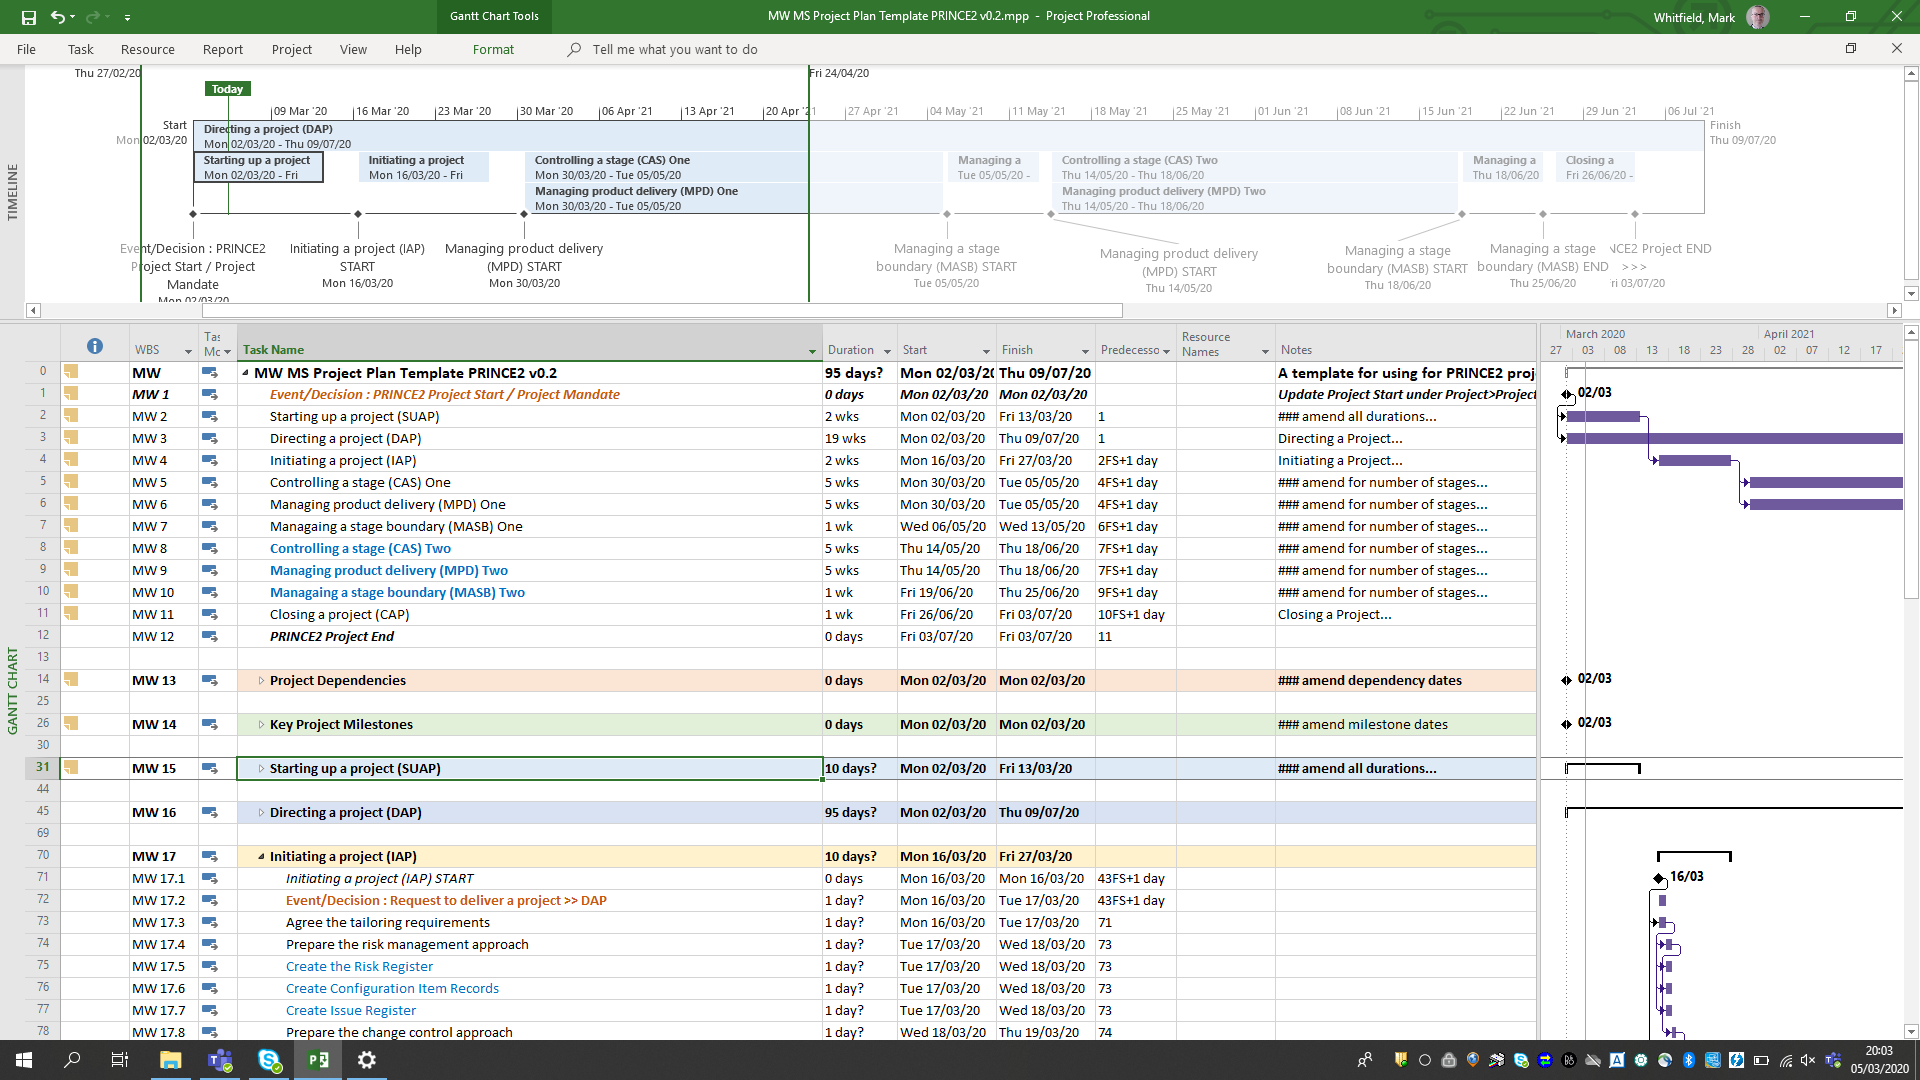 Gantt Chart Tools
MW MS Project Plan Template PRINCE2 v0.2.mpp - Project Professional
Whitfield, Mark
File Task Resource Report Project View Help Format Tell me what you want to do
Thu 27/02/20
Fri 24/04/20
Today
09 Mar '20 16 Mar '20 23 Mar '20 30 Mar '20 06 Apr '21 13 Apr '21 20 Apr '21 27 Apr '21 04 May '21 11 May '21 18 May '21 25 May '21 01 Jun '21 08 Jun '21 15 Jun '21 22 Jun '21 29 Jun '21 06 Jul '21
Start
Mon 02/03/20
Directing a project (DAP)
Mon 02/03/20 - Thu 09/07/20
Finish
Thu 09/07/20
Starting up a project
Mon 02/03/20 - Fri
Initiating a project
Mon 16/03/20 - Fri
Controlling a stage (CAS) One
Mon 30/03/20 - Tue 05/05/20
Managing a
Tue 05/05/20 -
Controlling a stage (CAS) Two
Thu 14/05/20 - Thu 18/06/20
Managing a
Thu 18/06/20
Closing a
Fri 26/06/20 -
Managing product delivery (MPD) One
Mon 30/03/20 - Tue 05/05/20
Managing product delivery (MPD) Two
Thu 14/05/20 - Thu 18/06/20
Event/Decision : PRINCE2
Project Start / Project
Mandate
Mon 02/03/20
Initiating a project (IAP)
START
Mon 16/03/20
Managing product delivery
(MPD) START
Mon 30/03/20
Managing a stage
boundary (MASB) START
Tue 05/05/20
Managing product delivery
(MPD) START
Thu 14/05/20
Managing a stage
boundary (MASB) START
Thu 18/06/20
Managing a stage
boundary (MASB) END
Thu 25/06/20
NCE2 Project END
>>>
ri 03/07/20
TIMELINE
GANTT CHART
WBS Tas Mc Task Name Duration Start Finish Predecesso Resource Names Notes
March 2020 April 2021
27 03 08 13 18 23 28 02 07 12 17
0 MW MW MS Project Plan Template PRINCE2 v0.2 95 days? Mon 02/03/20 Thu 09/07/20 A template for using for PRINCE2 proj
1 MW 1 Event/Decision : PRINCE2 Project Start / Project Mandate 0 days Mon 02/03/20 Mon 02/03/20 Update Project Start under Project>Project 02/03
2 MW 2 Starting up a project (SUAP) 2 wks Mon 02/03/20 Fri 13/03/20 1 ### amend all durations...
3 MW 3 Directing a project (DAP) 19 wks Mon 02/03/20 Thu 09/07/20 1 Directing a Project...
4 MW 4 Initiating a project (IAP) 2 wks Mon 16/03/20 Fri 27/03/20 2FS+1 day Initiating a Project...
5 MW 5 Controlling a stage (CAS) One 5 wks Mon 30/03/20 Tue 05/05/20 4FS+1 day ### amend for number of stages...
6 MW 6 Managing product delivery (MPD) One 5 wks Mon 30/03/20 Tue 05/05/20 4FS+1 day ### amend for number of stages...
7 MW 7 Managaing a stage boundary (MASB) One 1 wk Wed 06/05/20 Wed 13/05/20 6FS+1 day ### amend for number of stages...
8 MW 8 Controlling a stage (CAS) Two 5 wks Thu 14/05/20 Thu 18/06/20 7FS+1 day ### amend for number of stages...
9 MW 9 Managing product delivery (MPD) Two 5 wks Thu 14/05/20 Thu 18/06/20 7FS+1 day ### amend for number of stages...
10 MW 10 Managaing a stage boundary (MASB) Two 1 wk Fri 19/06/20 Thu 25/06/20 9FS+1 day ### amend for number of stages...
11 MW 11 Closing a project (CAP) 1 wk Fri 26/06/20 Fri 03/07/20 10FS+1 day Closing a Project...
12 MW 12 PRINCE2 Project End 0 days Fri 03/07/20 Fri 03/07/20 11
13
14 MW 13 Project Dependencies 0 days Mon 02/03/20 Mon 02/03/20 ### amend dependency dates 02/03
25
26 MW 14 Key Project Milestones 0 days Mon 02/03/20 Mon 02/03/20 ### amend milestone dates 02/03
30
31 MW 15 Starting up a project (SUAP) 10 days? Mon 02/03/20 Fri 13/03/20 ### amend all durations...
44
45 MW 16 Directing a project (DAP) 95 days? Mon 02/03/20 Thu 09/07/20
69
70 MW 17 Initiating a project (IAP) 10 days? Mon 16/03/20 Fri 27/03/20
71 MW 17.1 Initiating a project (IAP) START 0 days Mon 16/03/20 Mon 16/03/20 43FS+1 day 16/03
72 MW 17.2 Event/Decision : Request to deliver a project >> DAP 1 day? Mon 16/03/20 Tue 17/03/20 43FS+1 day
73 MW 17.3 Agree the tailoring requirements 1 day? Mon 16/03/20 Tue 17/03/20 71
74 MW 17.4 Prepare the risk management approach 1 day? Tue 17/03/20 Wed 18/03/20 73
75 MW 17.5 Create the Risk Register 1 day? Tue 17/03/20 Wed 18/03/20 73
76 MW 17.6 Create Configuration Item Records 1 day? Tue 17/03/20 Wed 18/03/20 73
77 MW 17.7 Create Issue Register 1 day? Tue 17/03/20 Wed 18/03/20 73
78 MW 17.8 Prepare the change control approach 1 day? Wed 18/03/20 Thu 19/03/20 74
20:03
05/03/2020